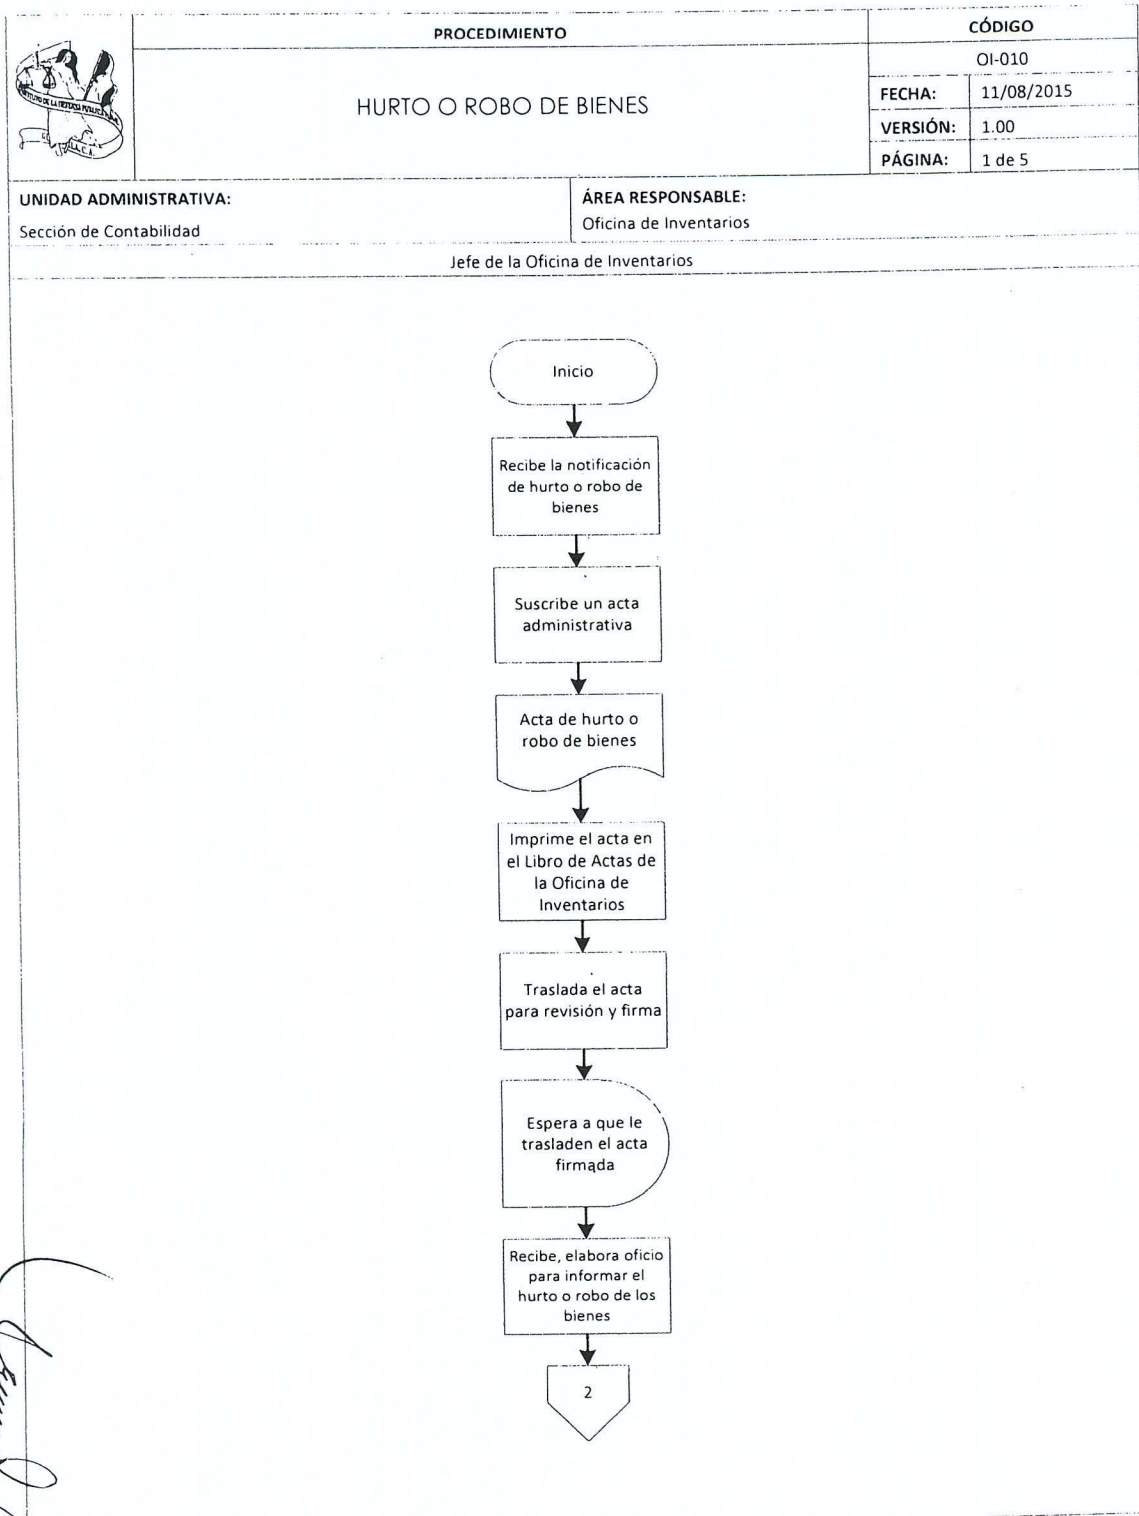 PROCEDIMIENTO
CÓDIGO
HURTO O ROBO DE BIENES
OI-010
FECHA: 11/08/2015
VERSIÓN: 1.00
PÁGINA: 1 de 5
UNIDAD ADMINISTRATIVA:
Sección de Contabilidad
ÁREA RESPONSABLE:
Oficina de Inventarios
Jefe de la Oficina de Inventarios
Inicio
Recibe la notificación
de hurto o robo de
bienes
Suscribe un acta
administrativa
Acta de hurto o
robo de bienes
Imprime el acta en
el Libro de Actas de
la Oficina de
Inventarios
Traslada el acta
para revisión y firma
Espera a que le
trasladen el acta
firmada
Recibe, elabora oficio
para informar el
hurto o robo de los
bienes
2